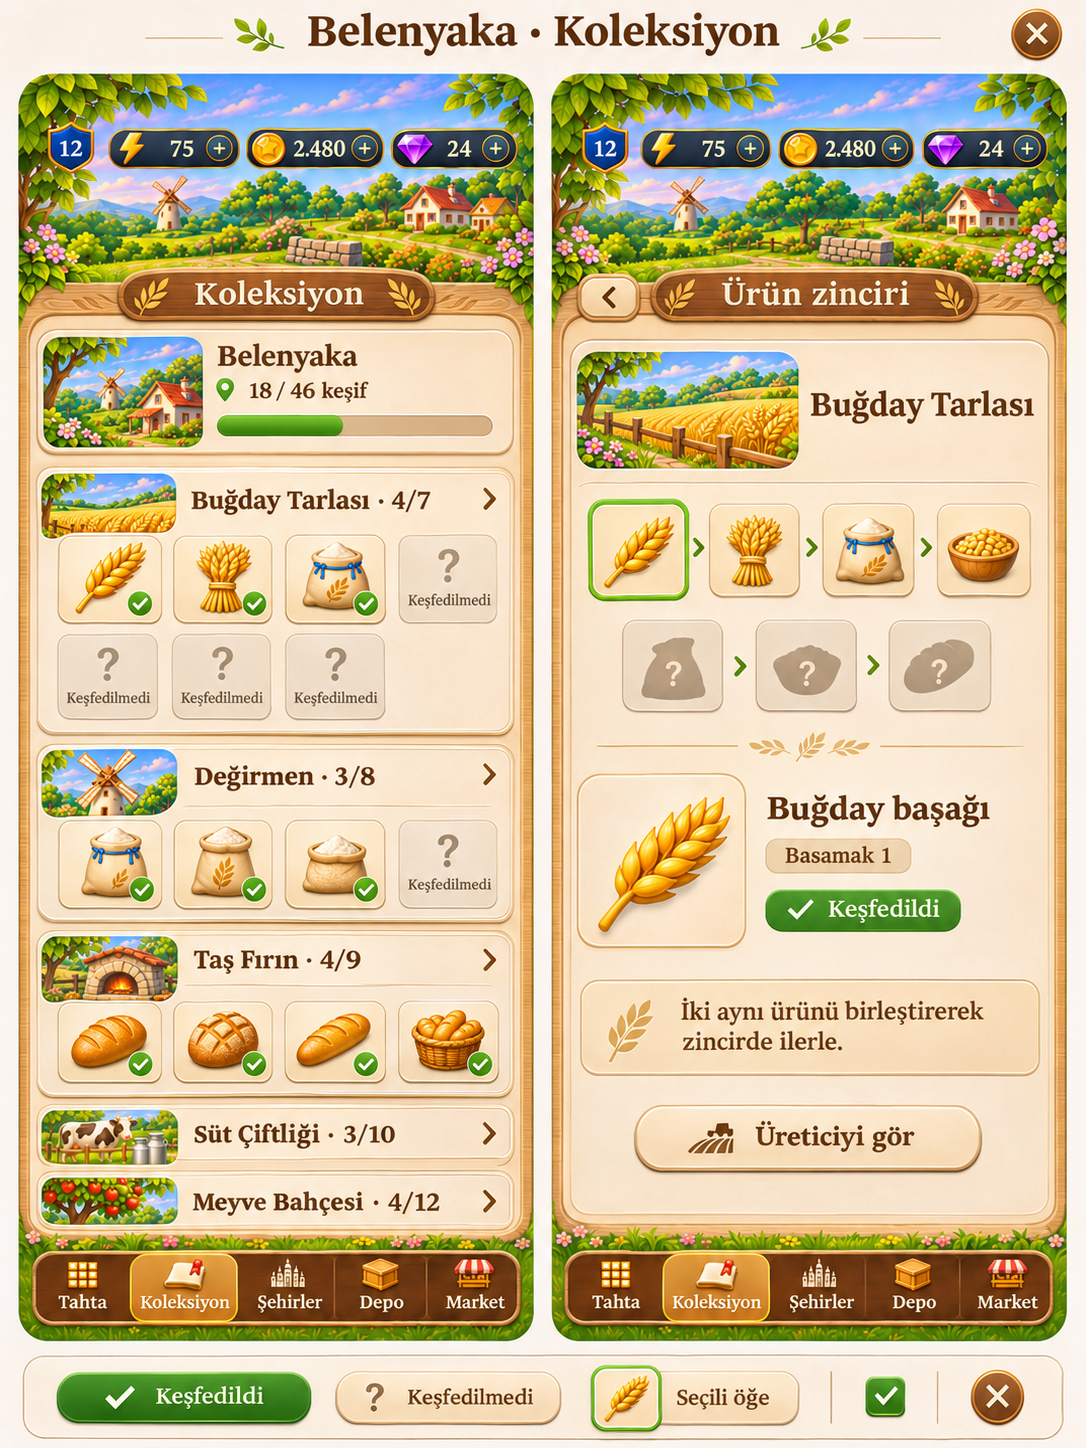 Belenyaka · Koleksiyon
12
75
2.480
24
Koleksiyon
Belenyaka
18 / 46 keşif
Buğday Tarlası · 4/7
?
Keşfedilmedi
?
Keşfedilmedi
?
Keşfedilmedi
?
Keşfedilmedi
Değirmen · 3/8
?
Keşfedilmedi
Taş Fırın · 4/9
Süt Çiftliği · 3/10
Meyve Bahçesi · 4/12
Tahta
Koleksiyon
Şehirler
Depo
Market
12
75
2.480
24
Ürün zinciri
Buğday Tarlası
?
?
?
Buğday başağı
Basamak 1
Keşfedildi
İki aynı ürünü birleştirerek
zincirde ilerle.
Üreticiyi gör
Tahta
Koleksiyon
Şehirler
Depo
Market
Keşfedildi
? Keşfedilmedi
Seçili öğe